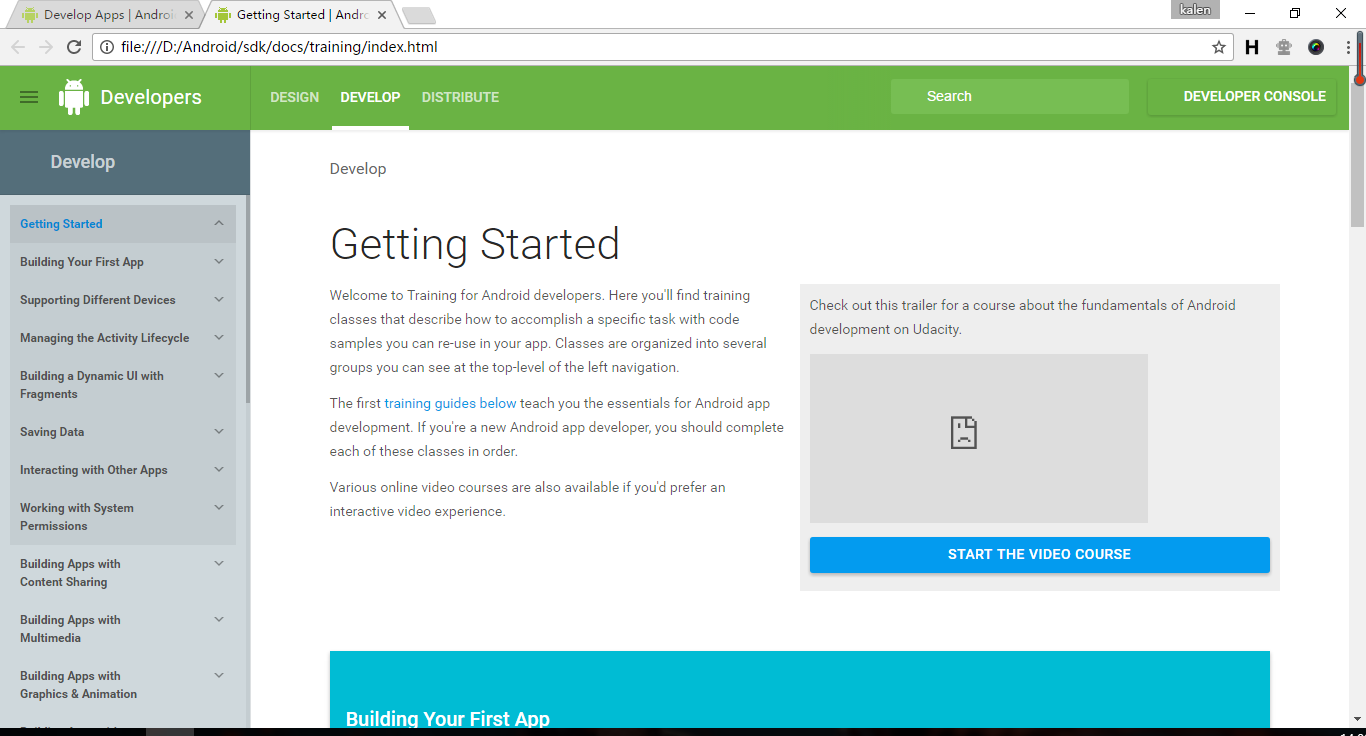 Develop Apps | Androi
Getting Started | Andro
kalen
file:///D:/Android/sdk/docs/training/index.html
H
Developers
DESIGN
DEVELOP
DISTRIBUTE
Search
DEVELOPER CONSOLE
Develop
Getting Started
Building Your First App
Supporting Different Devices
Managing the Activity Lifecycle
Building a Dynamic UI with
Fragments
Saving Data
Interacting with Other Apps
Working with System
Permissions
Building Apps with
Content Sharing
Building Apps with
Multimedia
Building Apps with
Graphics & Animation
Develop
Getting Started
Welcome to Training for Android developers. Here you'll find training
classes that describe how to accomplish a specific task with code
samples you can re-use in your app. Classes are organized into several
groups you can see at the top-level of the left navigation.
The first training guides below teach you the essentials for Android app
development. If you're a new Android app developer, you should complete
each of these classes in order.
Various online video courses are also available if you'd prefer an
interactive video experience.
Check out this trailer for a course about the fundamentals of Android
development on Udacity.
START THE VIDEO COURSE
Building Your First App